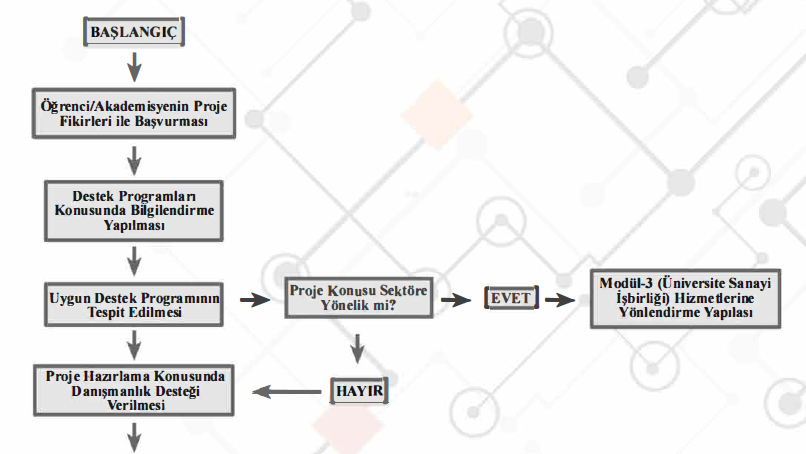 BAŞLANGIÇ
Öğrenci/Akademisyenin Proje
Fikirleri ile Başvurması
Destek Programları
Konusunda Bilgilendirme
Yapılması
Uygun Destek Programının
Tespit Edilmesi
Proje Konusu Sektöre
Yönelik mi?
EVET
Modül-3 (Üniversite Sanayi
İşbirliği) Hizmetlerine
Yönlendirme Yapılası
Proje Hazırlama Konusunda
Danışmanlık Desteği
Verilmesi
HAYIR